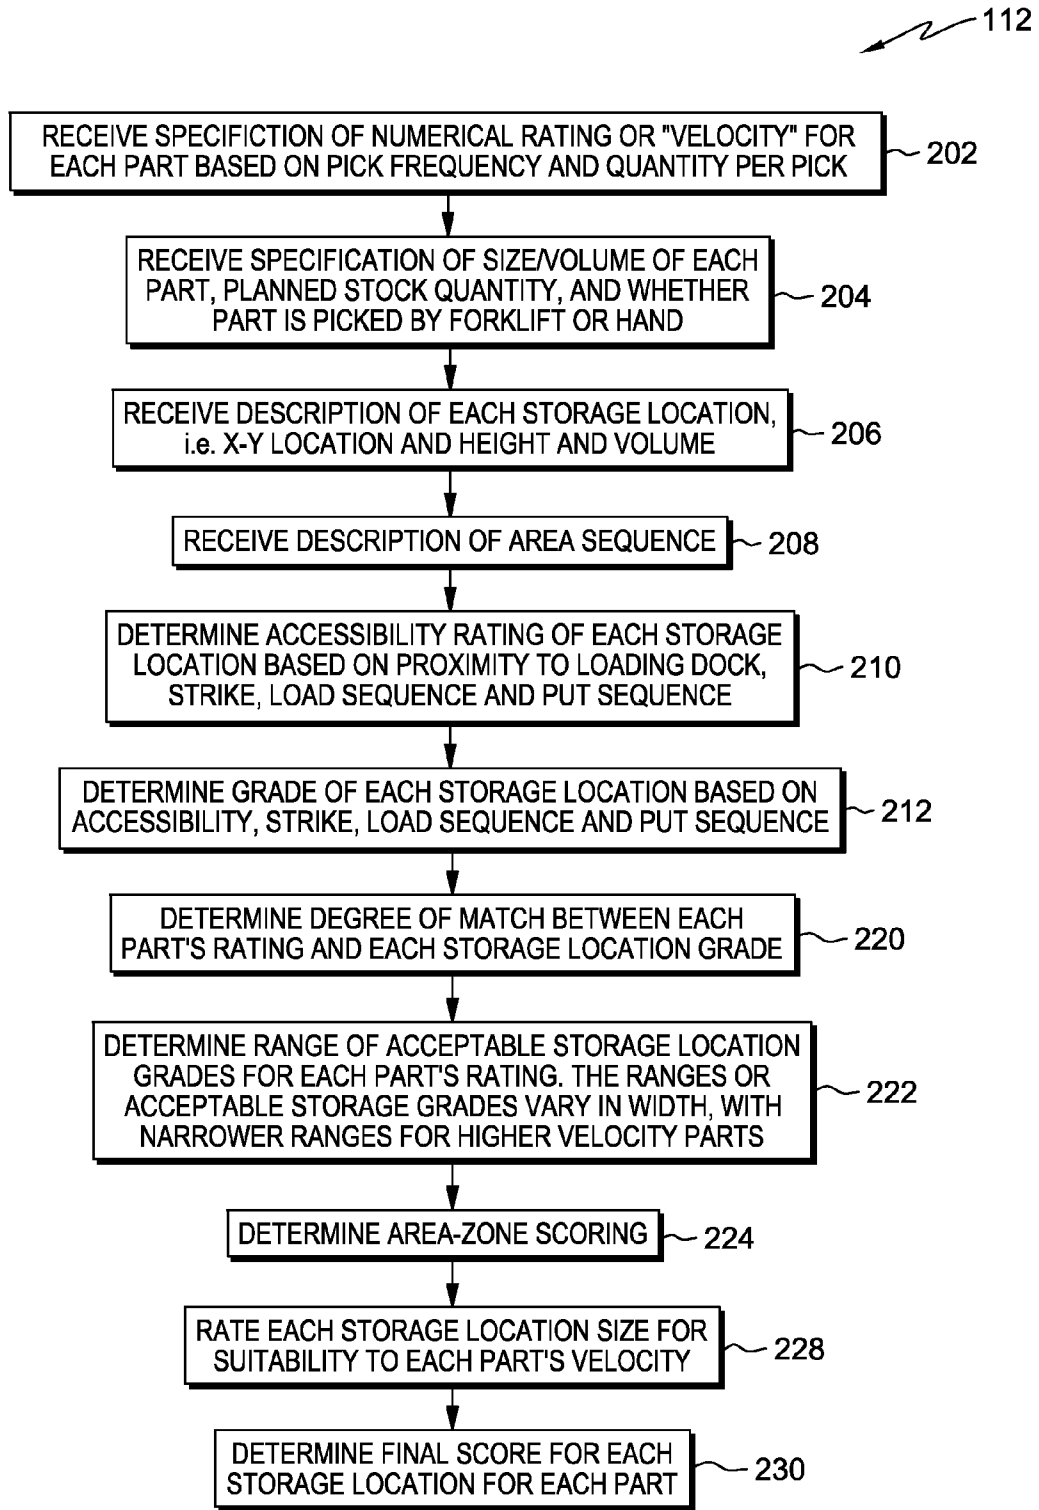 112
RECEIVE SPECIFICTION OF NUMERICAL RATING OR "VELOCITY" FOR
EACH PART BASED ON PICK FREQUENCY AND QUANTITY PER PICK
202
RECEIVE SPECIFICATION OF SIZE/VOLUME OF EACH
PART, PLANNED STOCK QUANTITY, AND WHETHER
PART IS PICKED BY FORKLIFT OR HAND
204
RECEIVE DESCRIPTION OF EACH STORAGE LOCATION,
i.e. X-Y LOCATION AND HEIGHT AND VOLUME
206
RECEIVE DESCRIPTION OF AREA SEQUENCE
208
DETERMINE ACCESSIBILITY RATING OF EACH STORAGE
LOCATION BASED ON PROXIMITY TO LOADING DOCK,
STRIKE, LOAD SEQUENCE AND PUT SEQUENCE
210
DETERMINE GRADE OF EACH STORAGE LOCATION BASED ON
ACCESSIBILITY, STRIKE, LOAD SEQUENCE AND PUT SEQUENCE
212
DETERMINE DEGREE OF MATCH BETWEEN EACH
PART'S RATING AND EACH STORAGE LOCATION GRADE
220
DETERMINE RANGE OF ACCEPTABLE STORAGE LOCATION
GRADES FOR EACH PART'S RATING. THE RANGES OR
ACCEPTABLE STORAGE GRADES VARY IN WIDTH, WITH
NARROWER RANGES FOR HIGHER VELOCITY PARTS
222
DETERMINE AREA-ZONE SCORING
224
RATE EACH STORAGE LOCATION SIZE FOR
SUITABILITY TO EACH PART'S VELOCITY
228
DETERMINE FINAL SCORE FOR EACH
STORAGE LOCATION FOR EACH PART
230